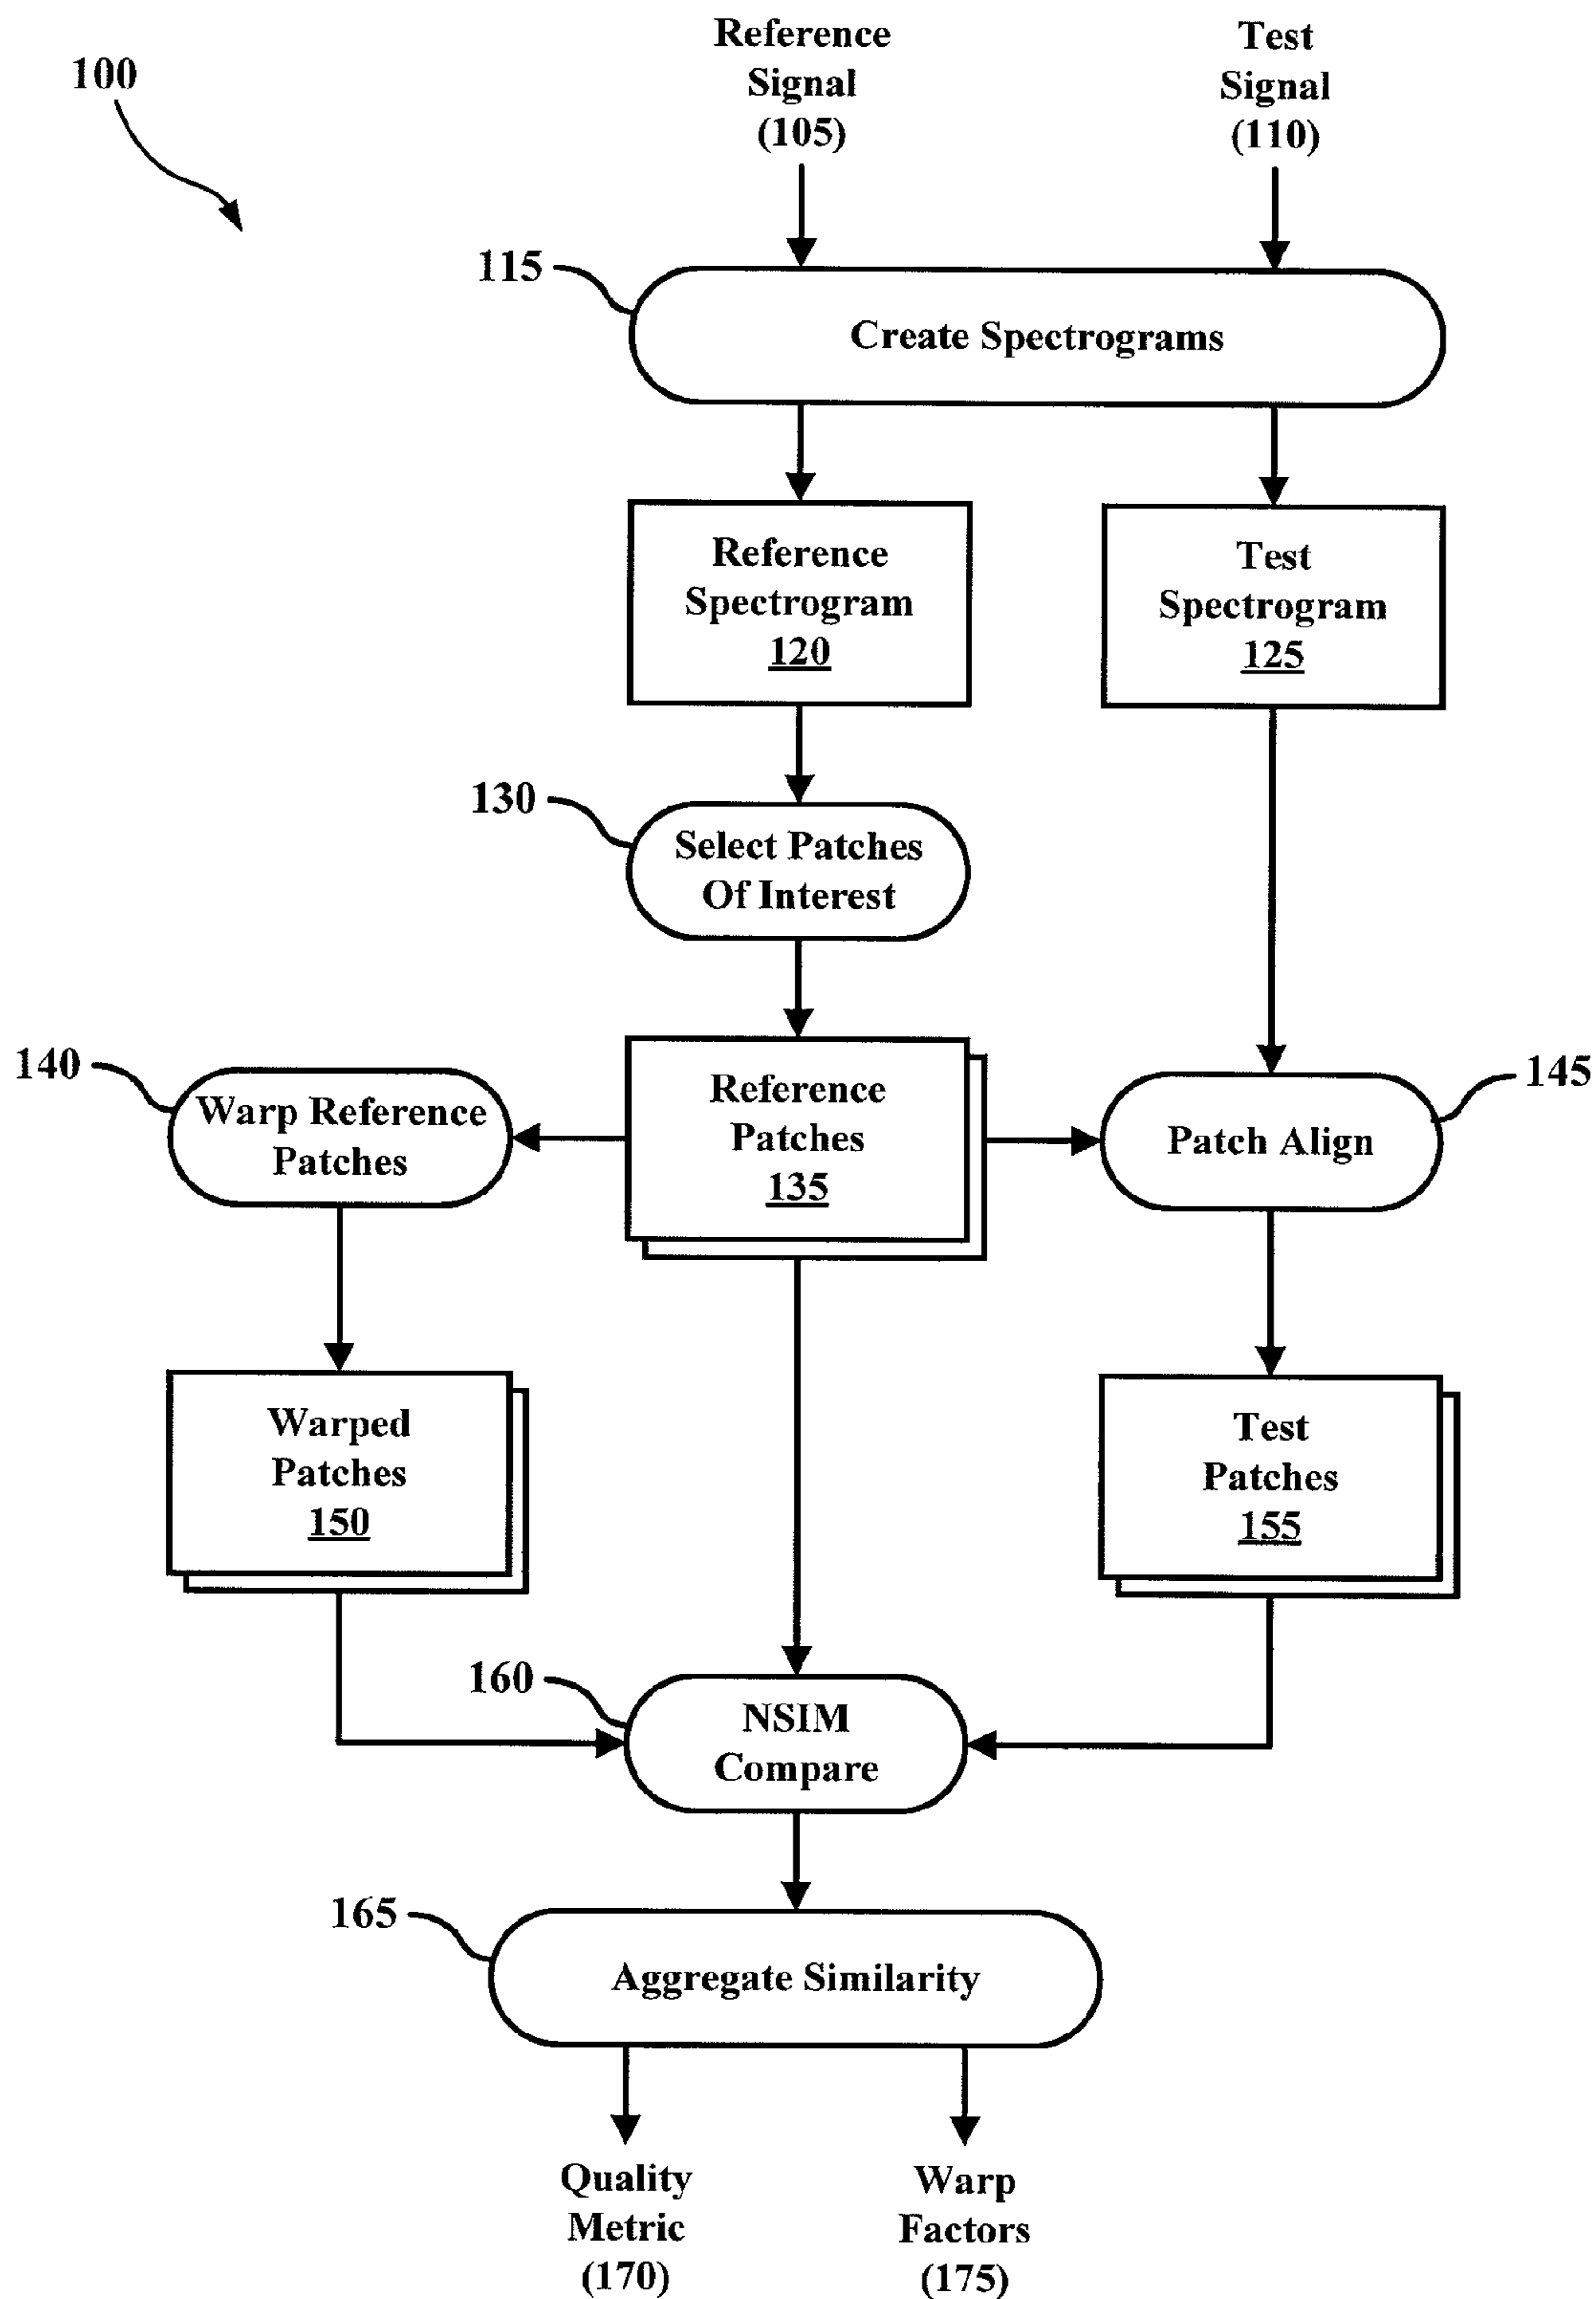 100
Reference
Signal
(105)
Test
Signal
(110)
115
Create Spectrograms
Reference
Spectrogram
120
Test
Spectrogram
125
130
Select Patches
Of Interest
140
Warp Reference
Patches
Reference
Patches
135
145
Patch Align
Warped
Patches
150
Test
Patches
155
160
NSIM
Compare
165
Aggregate Similarity
Quality
Metric
(170)
Warp
Factors
(175)